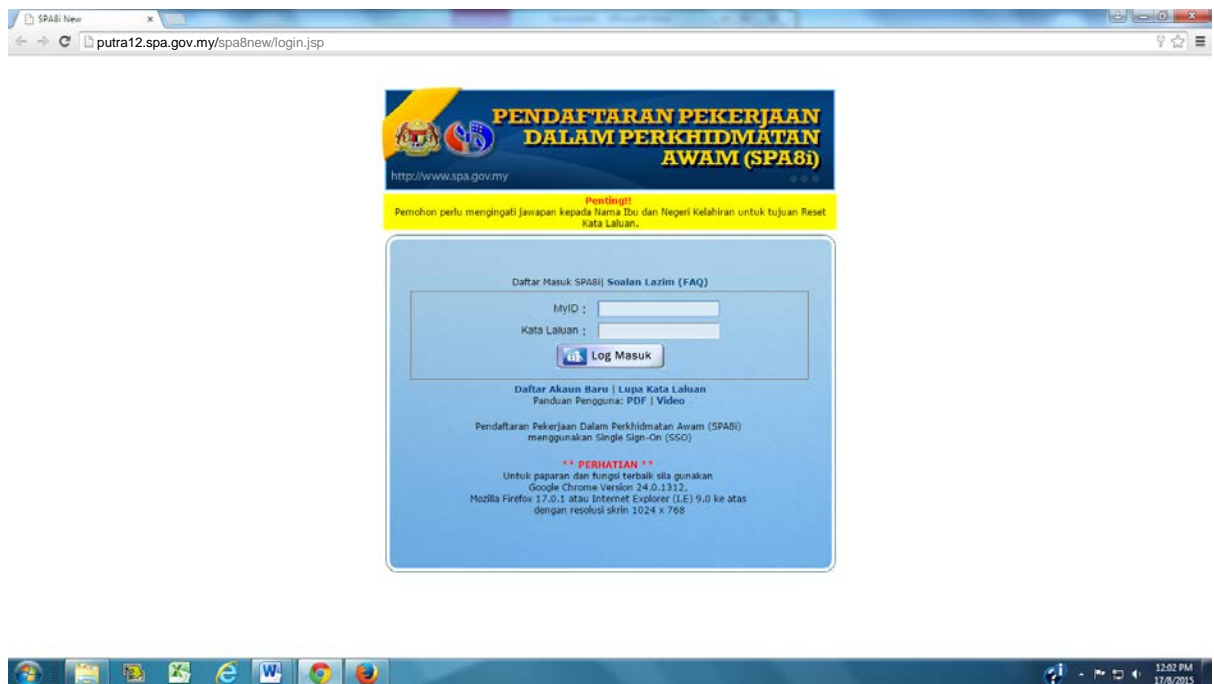 SPA8i New
putra12.spa.gov.my/spa8new/login.jsp
PENDAFTARAN PEKERJAAN
DALAM PERKHIDMATAN
AWAM (SPA8i)
http://www.spa.gov.my
Penting!!
Pemohon perlu mengingati jawapan kepada Nama Ibu dan Negeri Kelahiran untuk tujuan Reset
Kata Laluan.
Daftar Masuk SPA8i| Soalan Lazim (FAQ)
MyID :
Kata Laluan :
Log Masuk
Daftar Akaun Baru | Lupa Kata Laluan
Panduan Pengguna: PDF | Video
Pendaftaran Pekerjaan Dalam Perkhidmatan Awam (SPA8i)
menggunakan Single Sign-On (SSO)
** PERHATIAN **
Untuk paparan dan fungsi terbaik sila gunakan
Google Chrome Version 24.0.1312,
Mozilla Firefox 17.0.1 atau Internet Explorer (I.E) 9.0 ke atas
dengan resolusi skrin 1024 x 768
12:02 PM
17/8/2015